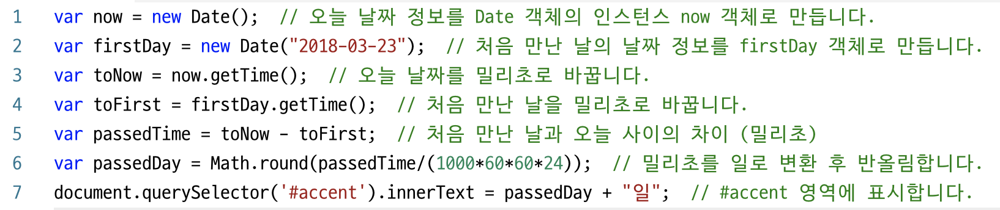 1 var now = new Date(); // 오늘 날짜 정보를 Date 객체의 인스턴스 now 객체로 만듭니다.
2 var firstDay = new Date("2018-03-23"); // 처음 만난 날의 날짜 정보를 firstDay 객체로 만듭니다.
3 var toNow = now.getTime(); // 오늘 날짜를 밀리초로 바꿉니다.
4 var toFirst = firstDay.getTime(); // 처음 만난 날을 밀리초로 바꿉니다.
5 var passedTime = toNow - toFirst; // 처음 만난 날과 오늘 사이의 차이 (밀리초)
6 var passedDay = Math.round(passedTime/(1000*60*60*24)); // 밀리초를 일로 변환 후 반올림합니다.
7 document.querySelector('#accent').innerText = passedDay + "일"; // #accent 영역에 표시합니다.